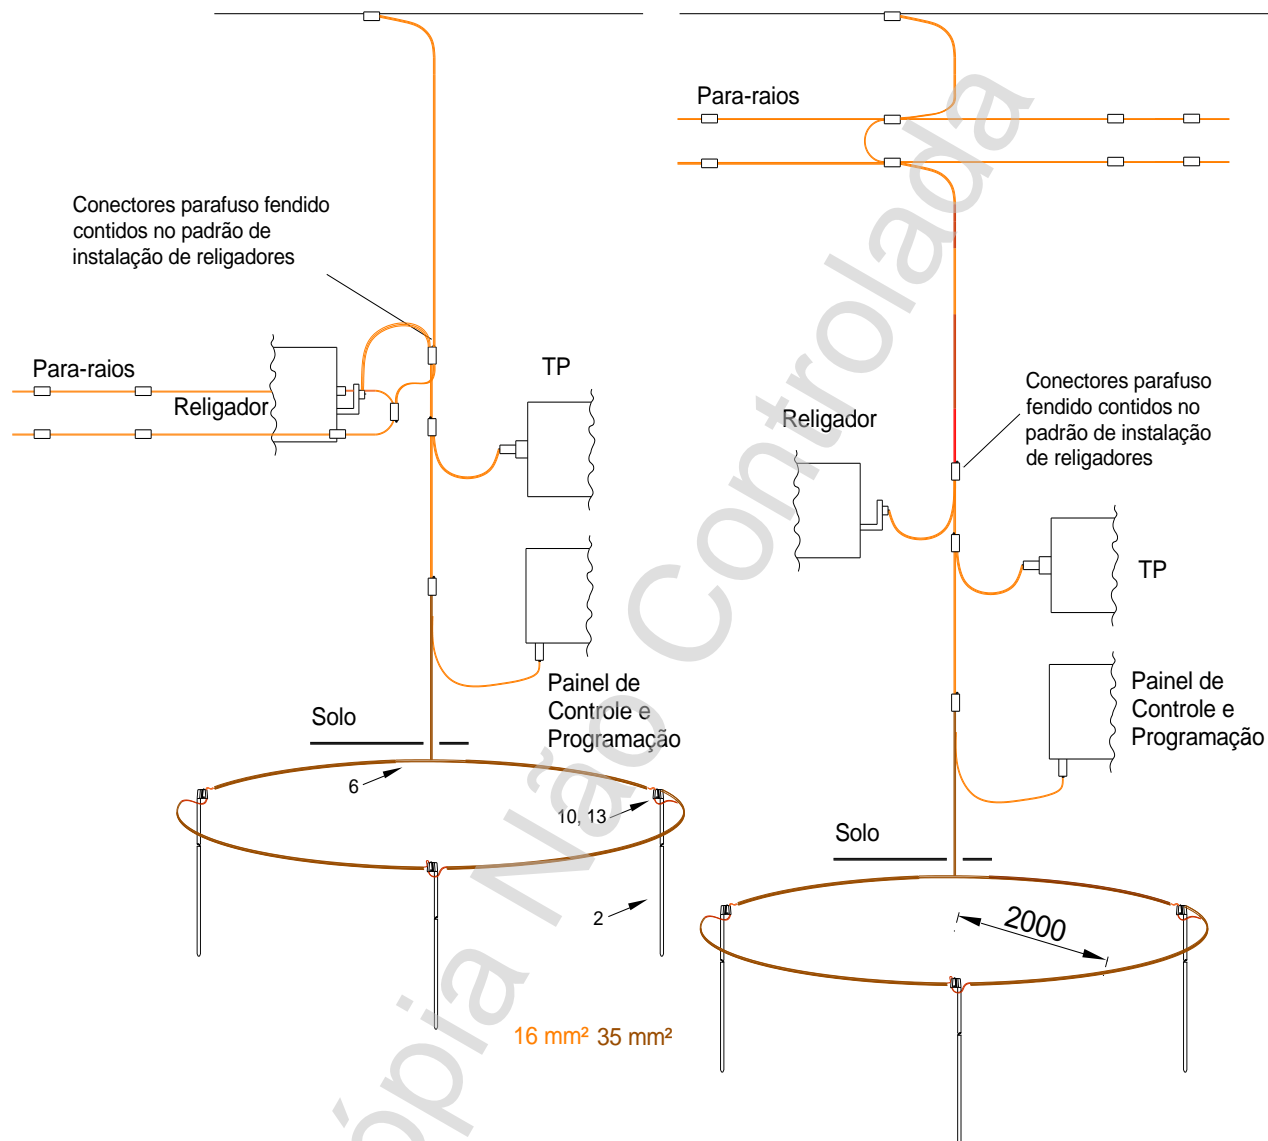 Para-raios
Conectores parafuso fendido
contidos no padrão de
instalação de religadores
Para-raios
Religador
TP
Painel de
Controle e
Programação
Solo
6
10, 13
2
16 mm² 35 mm²
Religador
Conectores parafuso
fendido contidos no
padrão de instalação
de religadores
TP
Painel de
Controle e
Programação
Solo
2000
ópia Não Controlada